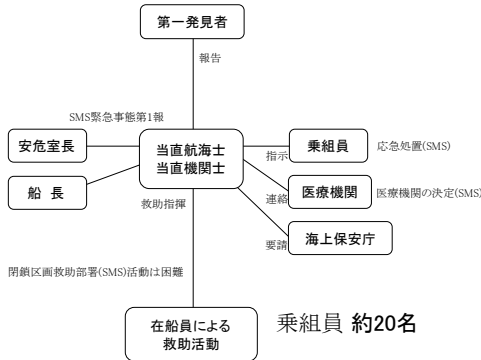 第一発見者
報告
SMS緊急事態第1報
安危室長
当直航海士
当直機関士
乗組員
応急処置(SMS)
指示
船 長
医療機関
医療機関の決定(SMS)
連絡
救助指揮
海上保安庁
要請
閉鎖区画救助部署(SMS)活動は困難
在船員による
救助活動
乗組員 約20名